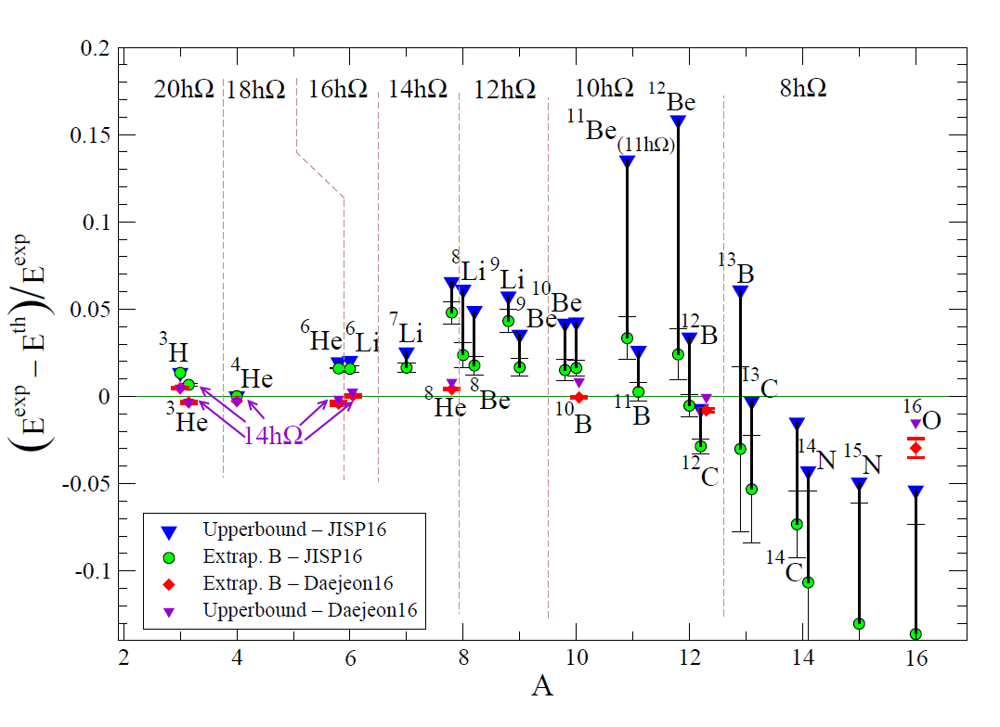 (E^exp – E^th)/E^exp
0.2
0.15
0.1
0.05
0
-0.05
-0.1
20hΩ 18hΩ 16hΩ 14hΩ 12hΩ 10hΩ 8hΩ
^12Be
^11Be(11hΩ)
^8Li ^9Li ^10Be ^13B
^9Be
^3H ^6He ^6Li ^7Li ^12B
^4He ^8Be ^13C
^3He 14hΩ ^8He ^10B ^11B ^16O
^12C ^14N ^15N
^14C
Upperbound – JISP16
Extrap. B – JISP16
Extrap. B – Daejeon16
Upperbound – Daejeon16
2 4 6 8 10 12 14 16
A